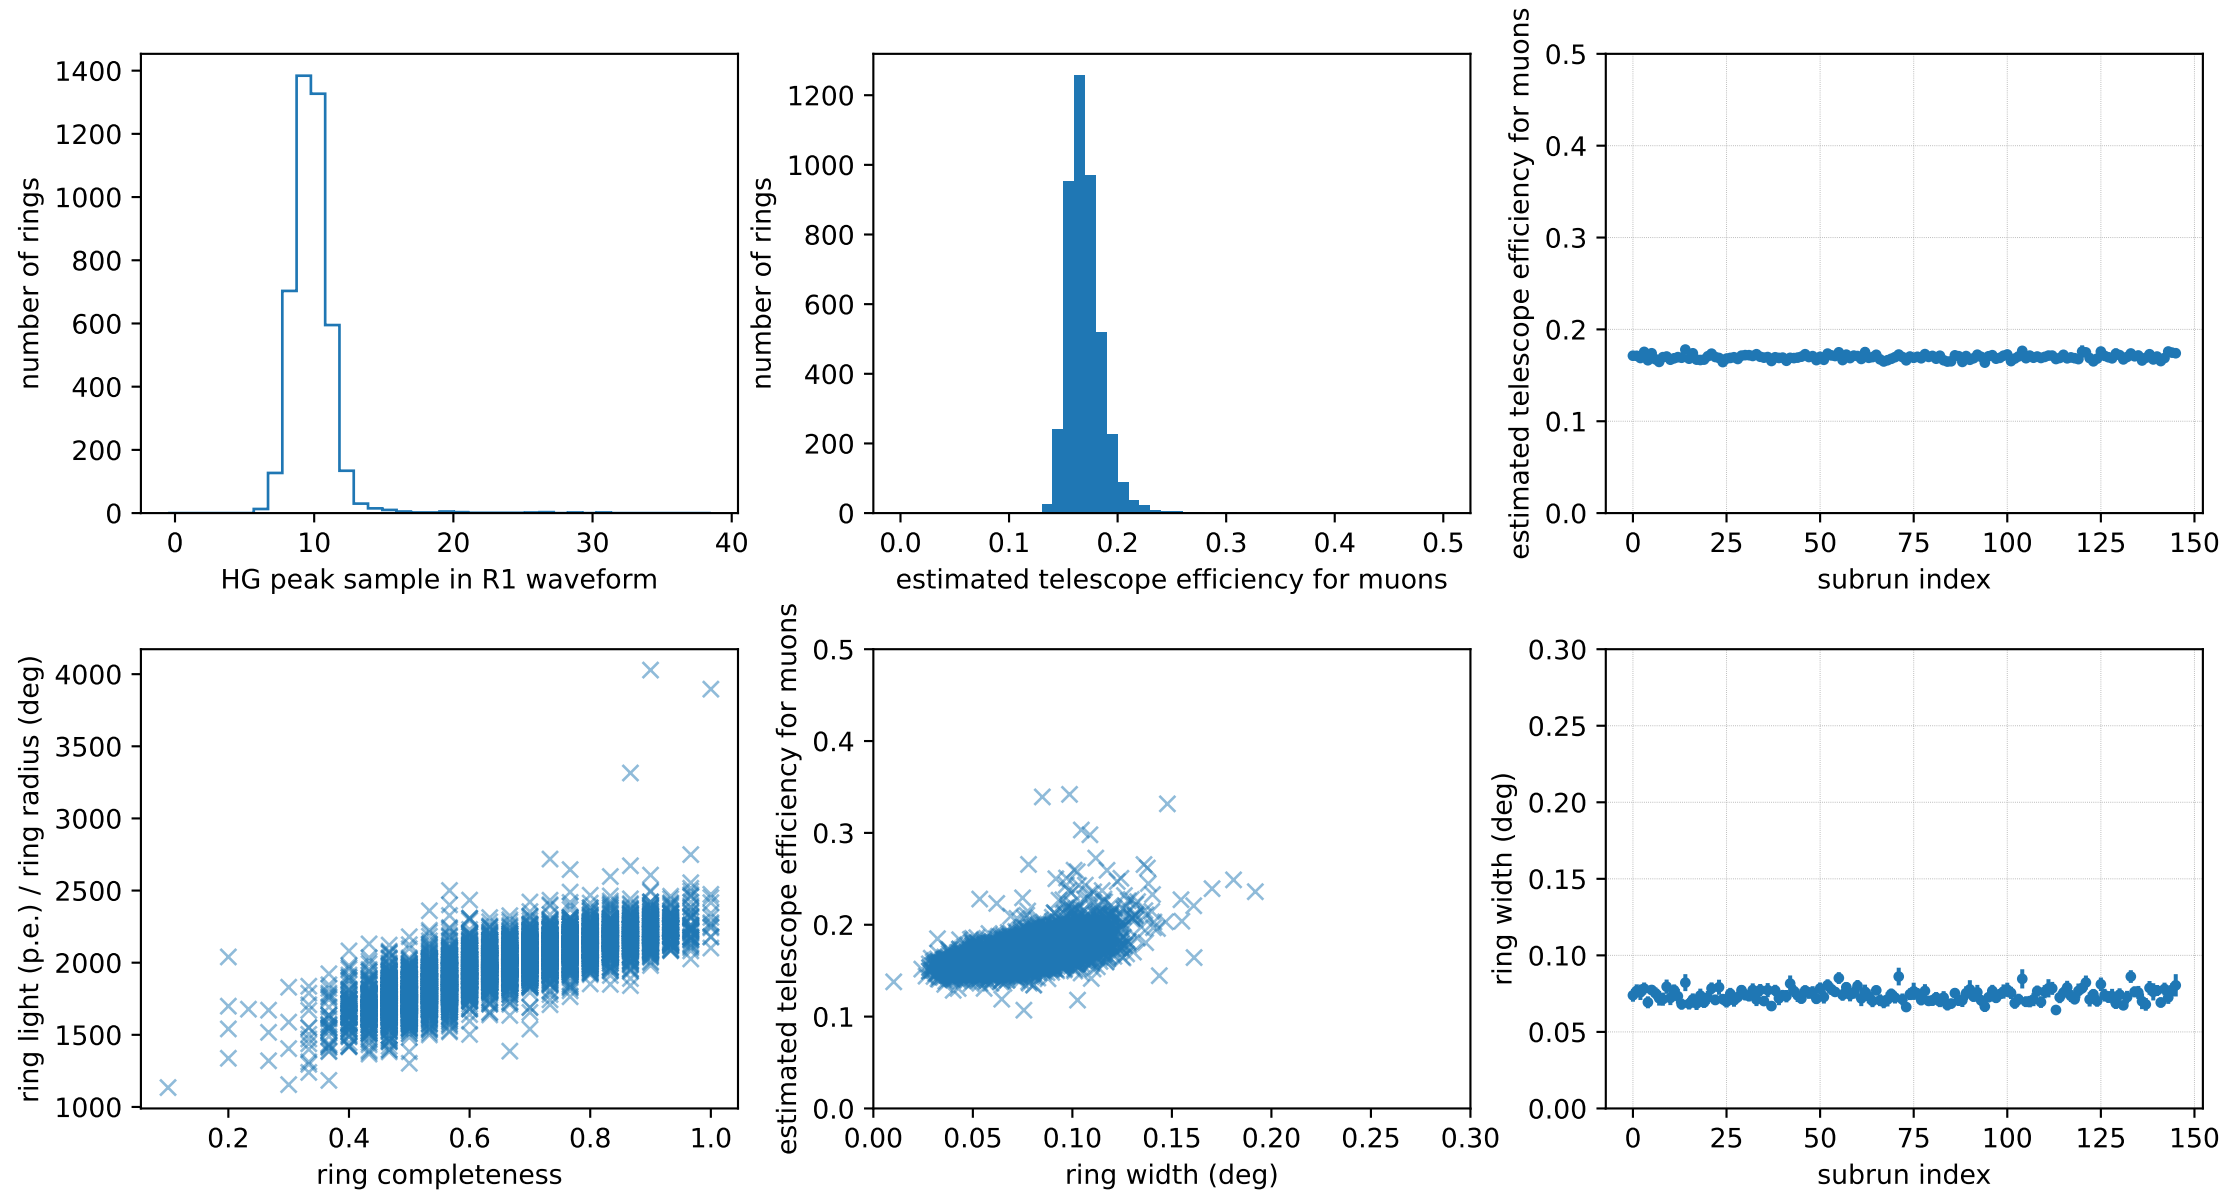 number of rings
1400
1200
1000
800
600
400
200
0
0 10 20 30 40
HG peak sample in R1 waveform
number of rings
1200
1000
800
600
400
200
0
0.0 0.1 0.2 0.3 0.4 0.5
estimated telescope efficiency for muons
estimated telescope efficiency for muons
0.5
0.4
0.3
0.2
0.1
0.0
0 25 50 75 100 125 150
subrun index
ring light (p.e.) / ring radius (deg)
4000
3500
3000
2500
2000
1500
1000
0.2 0.4 0.6 0.8 1.0
ring completeness
estimated telescope efficiency for muons
0.5
0.4
0.3
0.2
0.1
0.0
0.00 0.05 0.10 0.15 0.20 0.25 0.30
ring width (deg)
ring width (deg)
0.30
0.25
0.20
0.15
0.10
0.05
0.00
0 25 50 75 100 125 150
subrun index